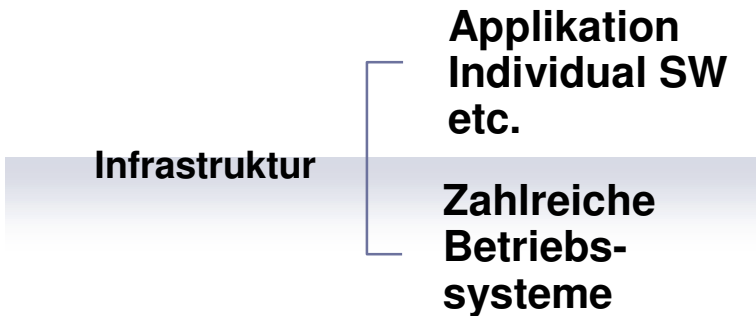 Applikation
Individual SW
etc.
Infrastruktur
Zahlreiche
Betriebs-
systeme